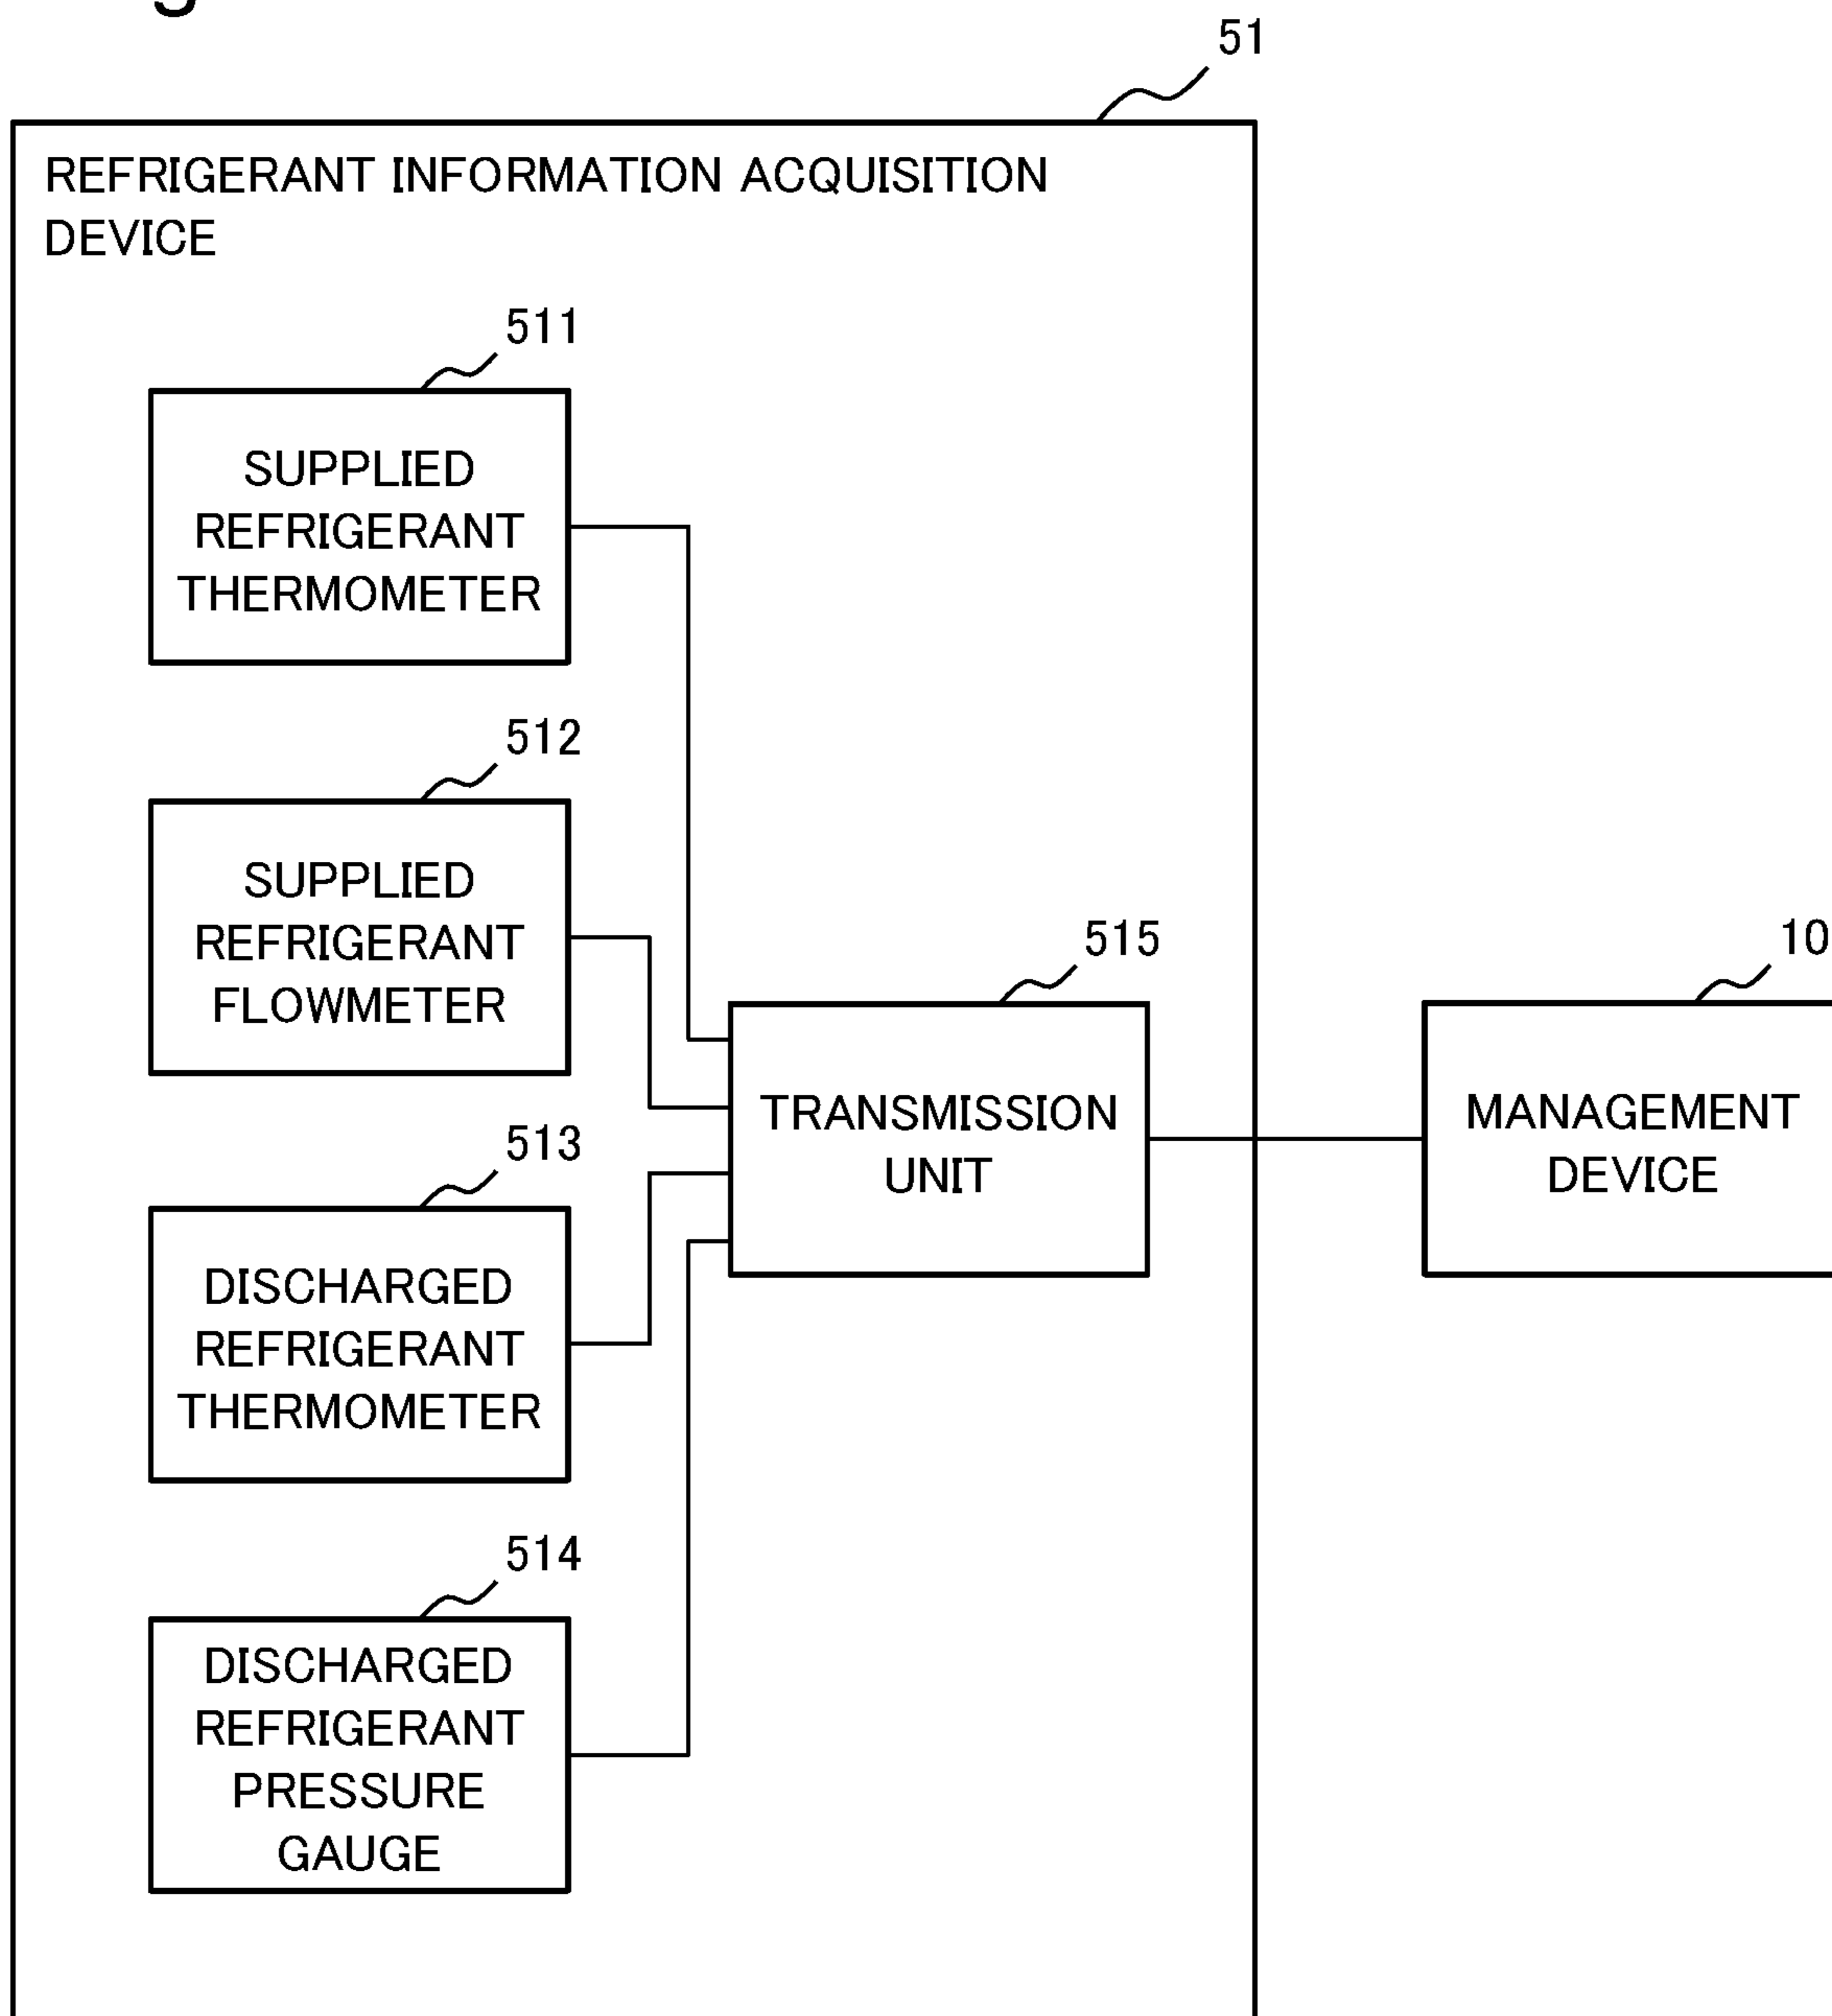 51
REFRIGERANT INFORMATION ACQUISITION
DEVICE
511
SUPPLIED
REFRIGERANT
THERMOMETER
512
SUPPLIED
REFRIGERANT
FLOWMETER
513
DISCHARGED
REFRIGERANT
THERMOMETER
514
DISCHARGED
REFRIGERANT
PRESSURE
GAUGE
515
TRANSMISSION
UNIT
10
MANAGEMENT
DEVICE